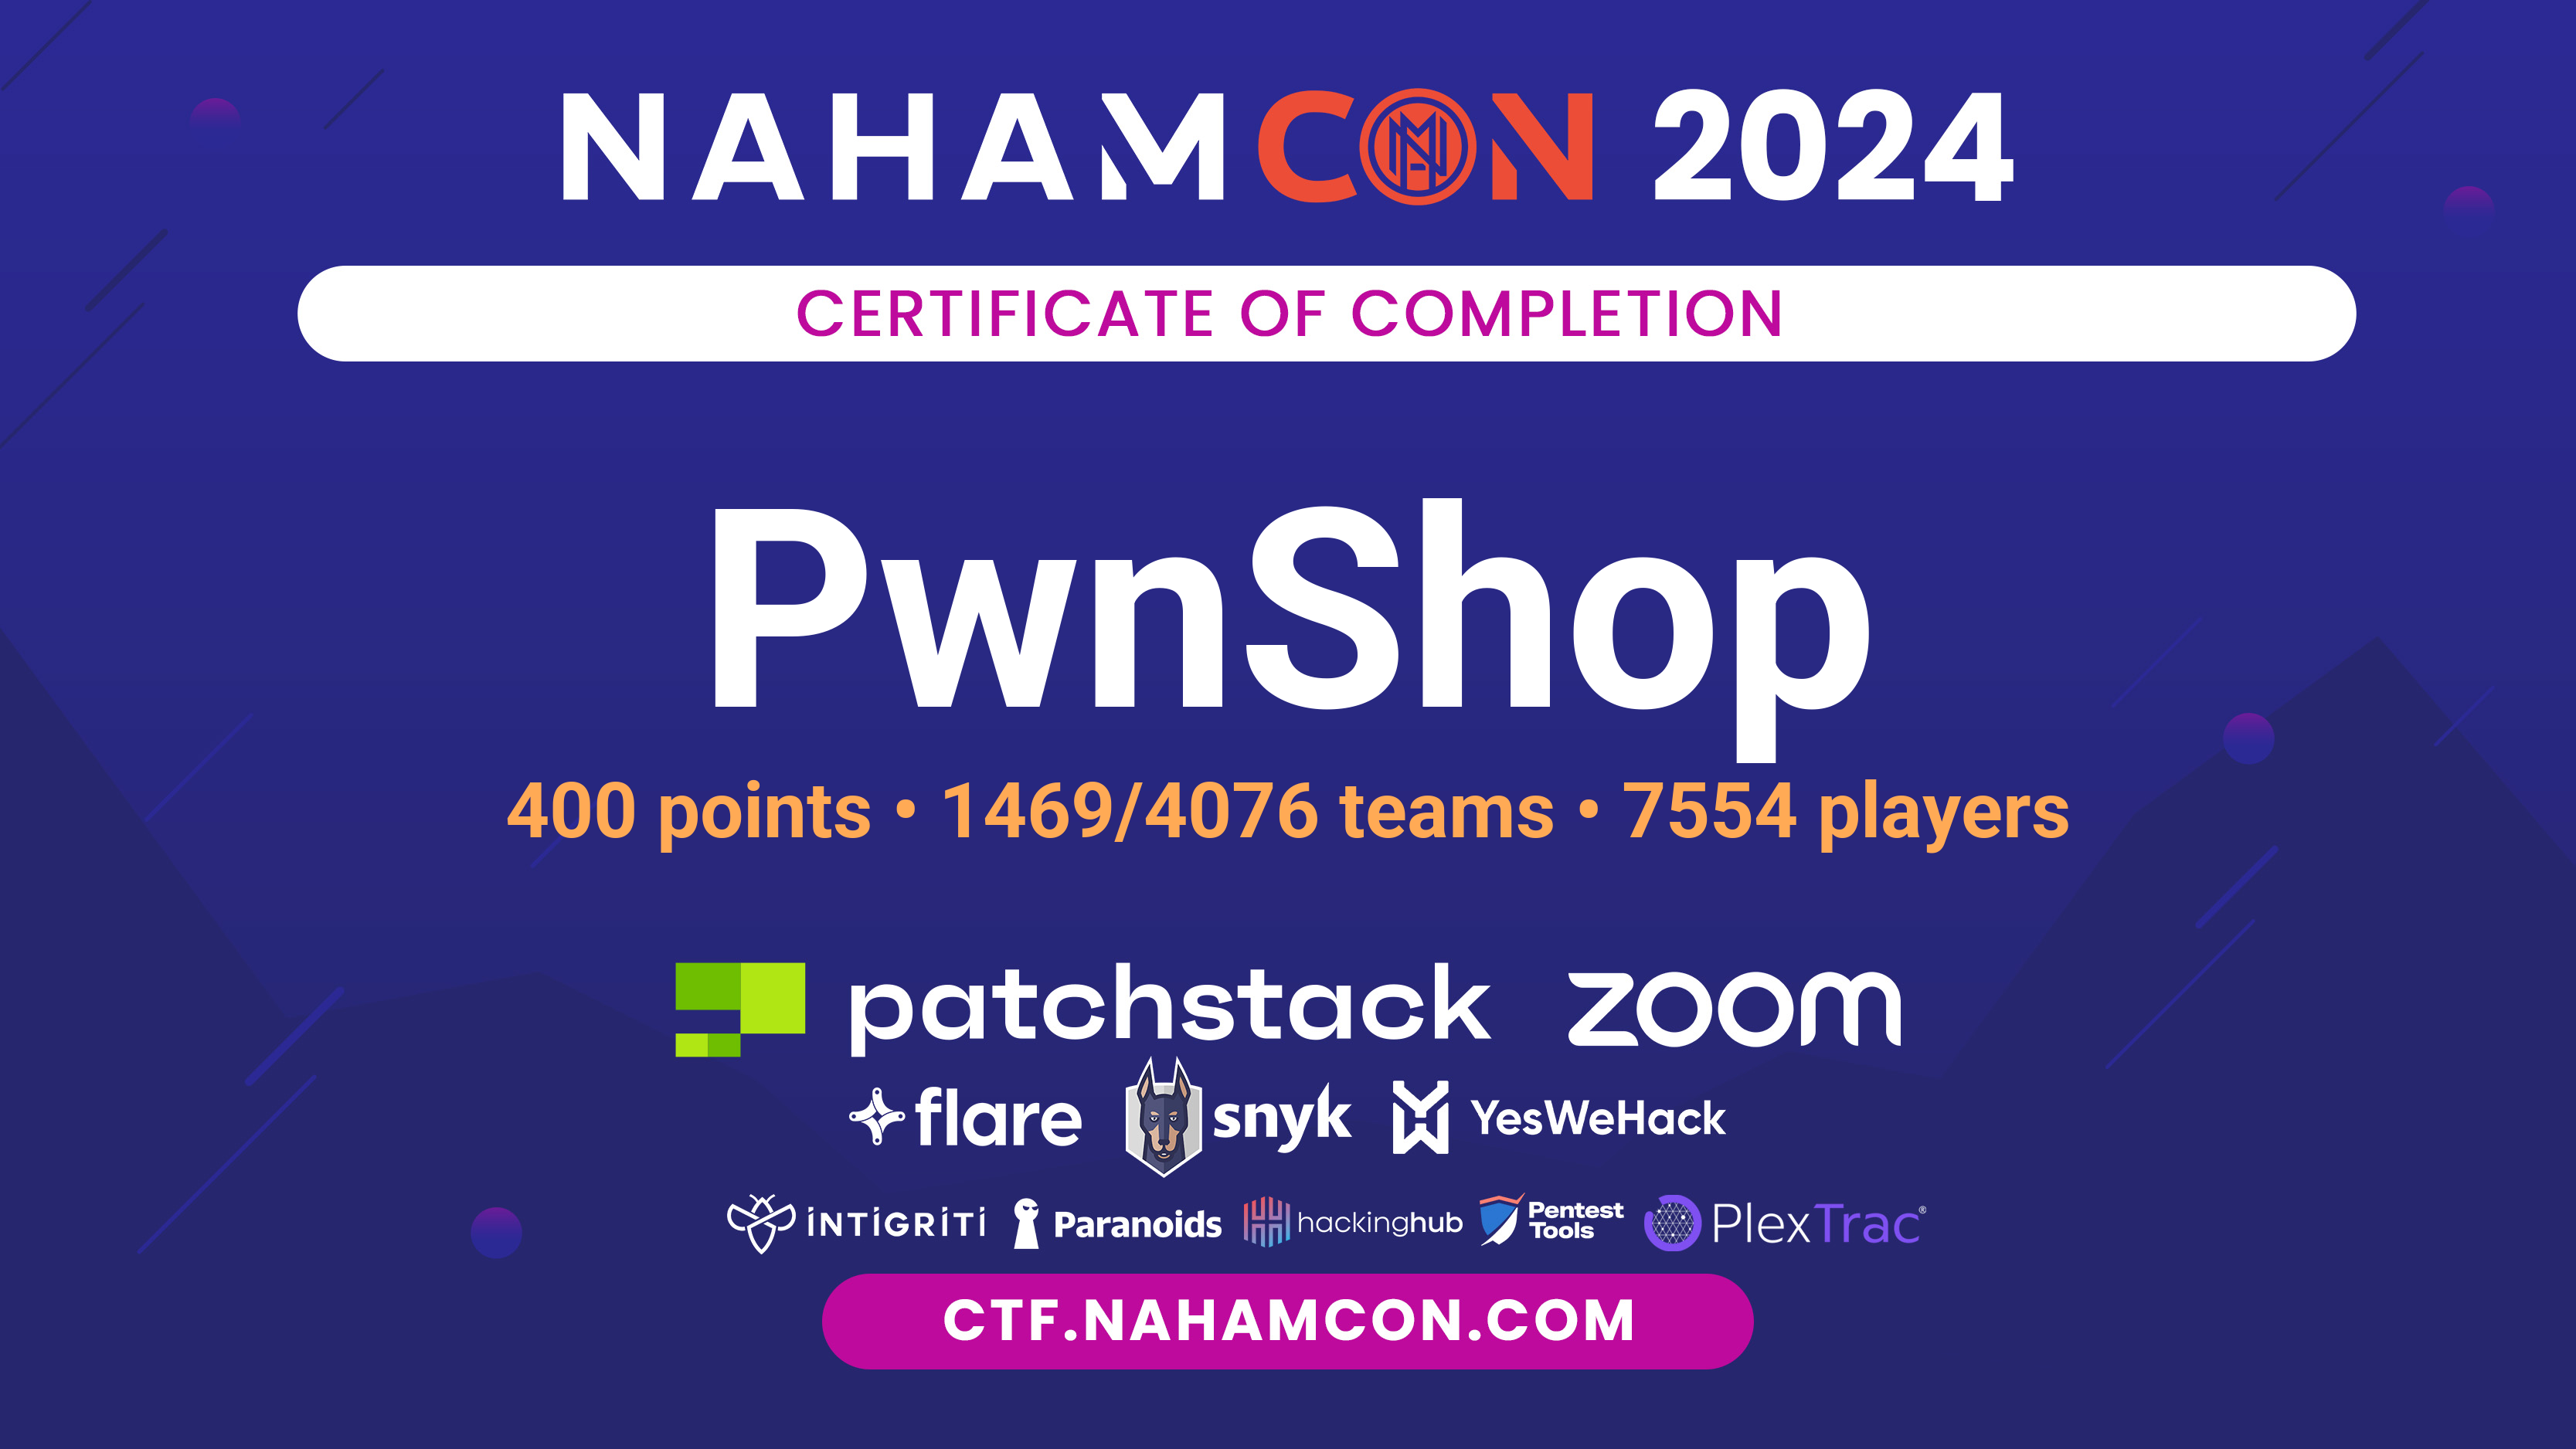 NAHAMCON 2024
CERTIFICATE OF COMPLETION
PwnShop
400 points • 1469/4076 teams • 7554 players
patchstack zoom
flare snyk YesWeHack
INTIGRITI Paranoids hackinghub Pentest Tools PlexTrac®
CTF.NAHAMCON.COM